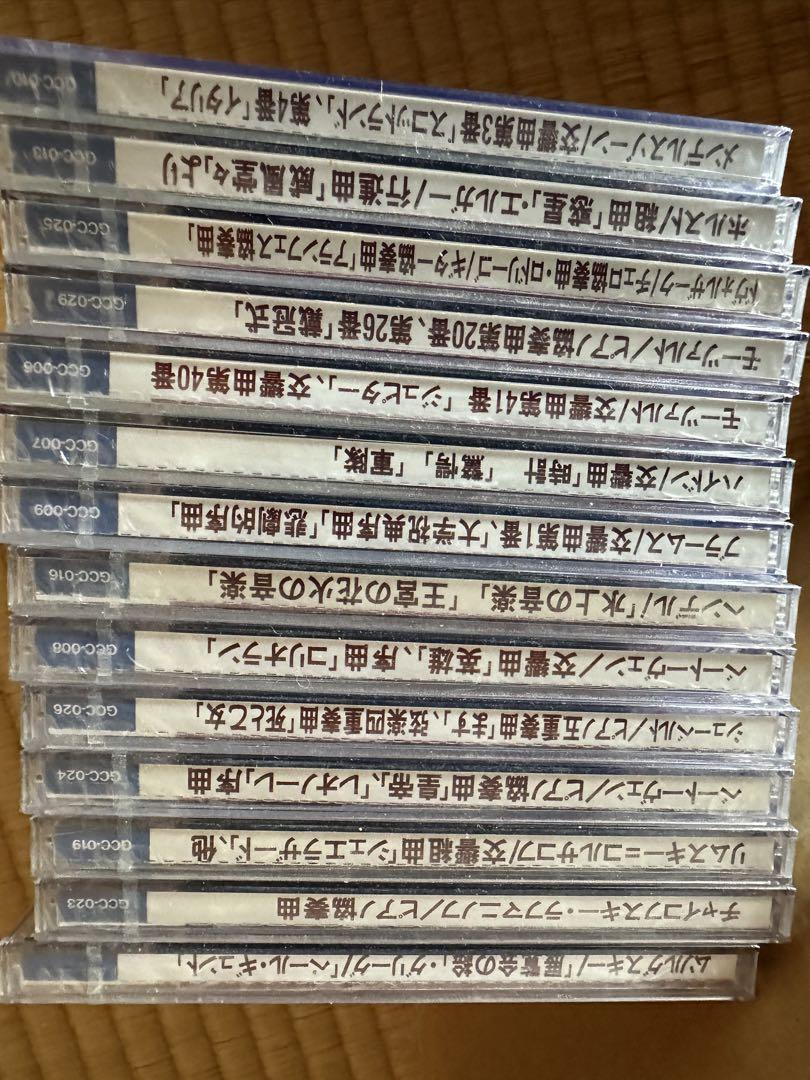 ムソルグスキー/「展覧会の絵」・グリーグ/「ペール・ギュント」
チャイコフスキー・ラフマニノフ/ピアノ協奏曲 GCC-023
リムスキー=コルサコフ/交響組曲「シェエラザード」、他 GCC-019
ベートーヴェン/ピアノ協奏曲「皇帝」、「レオノーレ」序曲 GCC-024
シューベルト/ピアノ五重奏曲「ます」、弦楽四重奏曲「死と乙女」 GCC-026
ベートーヴェン/交響曲「英雄」、序曲「コリオラン」 GCC-008
ヘンデル/「水上の音楽」「王宮の花火の音楽」 GCC-016
ブラームス/交響曲第1番、「大学祝典序曲」「悲劇的序曲」 GCC-009
ハイドン/交響曲「時計」「驚愕」「軍隊」 GCC-007
モーツァルト/交響曲第41番「ジュピター」、交響曲第40番 GCC-006
モーツァルト/ピアノ協奏曲第20番、第26番「戴冠式」 GCC-029
ドヴォルザーク/チェロ協奏曲・ロドリーゴ/ギター協奏曲「アランフェス協奏曲」 GCC-025
ホルスト/組曲「惑星」・エルガー/行進曲「威風堂々」より GCC-013
メンデルスゾーン/交響曲第3番「スコットランド」、第4番「イタリア」 GCC-010